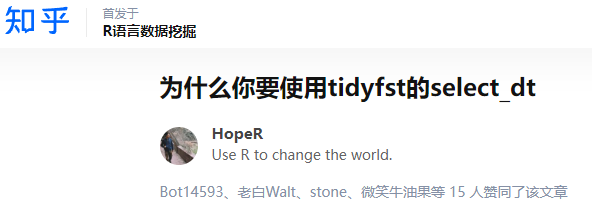 知乎
首发于
R语言数据挖掘
为什么你要使用tidyfst的select_dt
HopeR
Use R to change the world.
Bot14593、老白Walt、stone、微笑牛油果等 15 人赞同了该文章